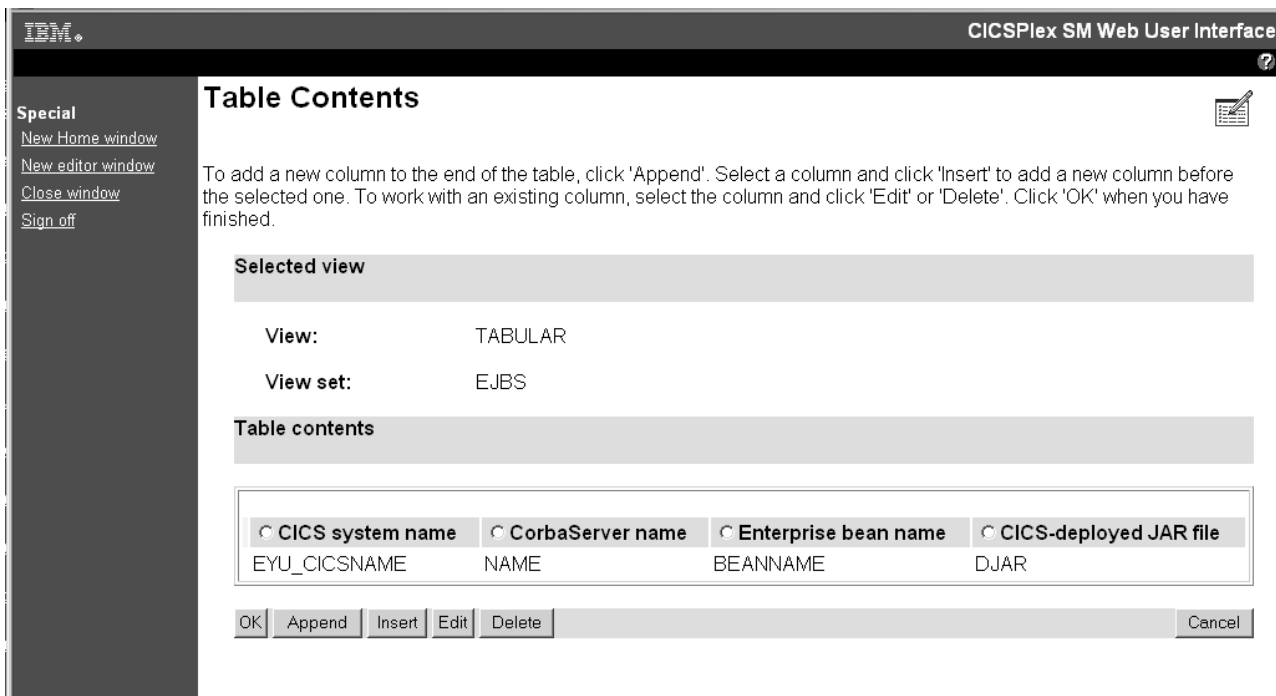 IBM.
CICSPlex SM Web User Interface
?
Special
New Home window
New editor window
Close window
Sign off
Table Contents
To add a new column to the end of the table, click 'Append'. Select a column and click 'Insert' to add a new column before
the selected one. To work with an existing column, select the column and click 'Edit' or 'Delete'. Click 'OK' when you have
finished.
Selected view
View: TABULAR
View set: EJBS
Table contents
CICS system name CorbaServer name Enterprise bean name CICS-deployed JAR file
EYU_CICSNAME NAME BEANNAME DJAR
OK Append Insert Edit Delete Cancel